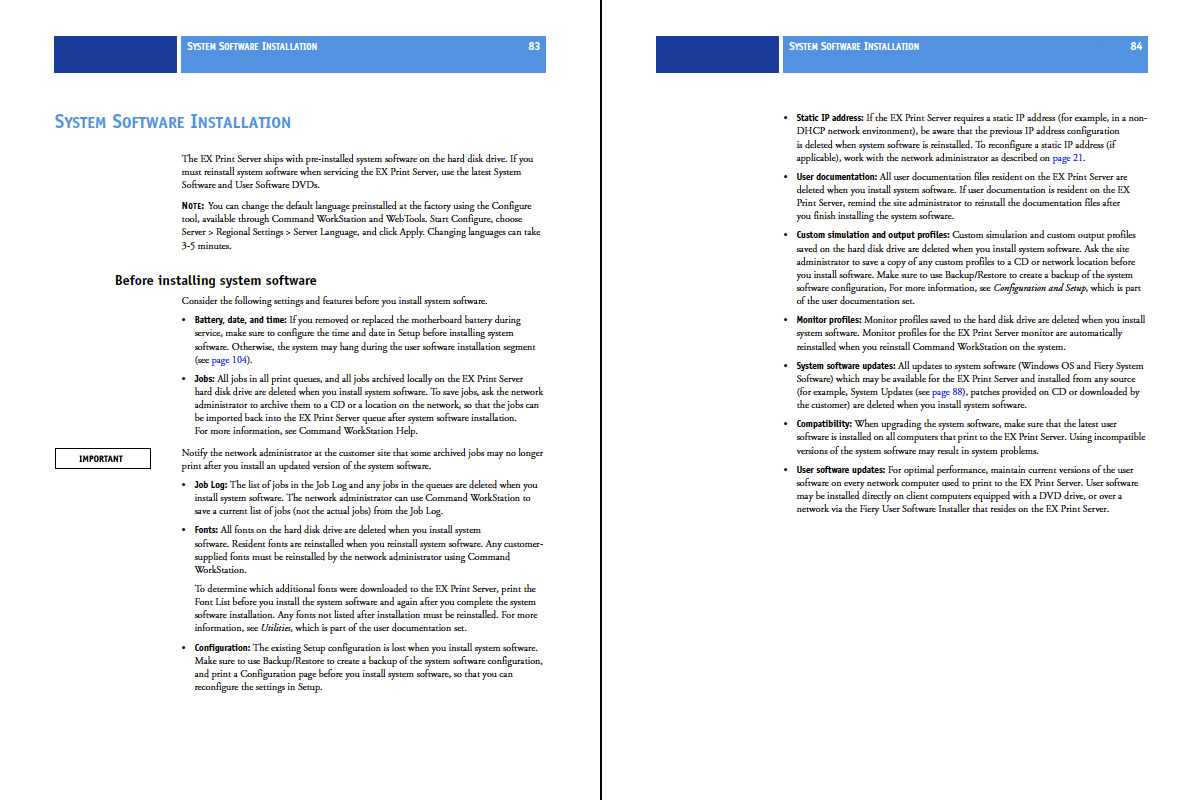 SYSTEM SOFTWARE INSTALLATION 83
SYSTEM SOFTWARE INSTALLATION
The EX Print Server ships with pre-installed system software on the hard disk drive. If you
must reinstall system software when servicing the EX Print Server, use the latest System
Software and User Software DVDs.
NOTE: You can change the default language preinstalled at the factory using the Configure
tool, available through Command WorkStation and WebTools. Start Configure, choose
Server > Regional Settings > Server Language, and click Apply. Changing languages can take
3-5 minutes.
Before installing system software
Consider the following settings and features before you install system software.
• Battery, date, and time: If you removed or replaced the motherboard battery during
service, make sure to configure the time and date in Setup before installing system
software. Otherwise, the system may hang during the user software installation segment
(see page 104).
• Jobs: All jobs in all print queues, and all jobs archived locally on the EX Print Server
hard disk drive are deleted when you install system software. To save jobs, ask the network
administrator to archive them to a CD or a location on the network, so that the jobs can
be imported back into the EX Print Server queue after system software installation.
For more information, see Command WorkStation Help.
IMPORTANT
Notify the network administrator at the customer site that some archived jobs may no longer
print after you install an updated version of the system software.
• Job Log: The list of jobs in the Job Log and any jobs in the queues are deleted when you
install system software. The network administrator can use Command WorkStation to
save a current list of jobs (not the actual jobs) from the Job Log.
• Fonts: All fonts on the hard disk drive are deleted when you install system
software. Resident fonts are reinstalled when you reinstall system software. Any customer-
supplied fonts must be reinstalled by the network administrator using Command
WorkStation.
To determine which additional fonts were downloaded to the EX Print Server, print the
Font List before you install the system software and again after you complete the system
software installation. Any fonts not listed after installation must be reinstalled. For more
information, see Utilities, which is part of the user documentation set.
• Configuration: The existing Setup configuration is lost when you install system software.
Make sure to use Backup/Restore to create a backup of the system software configuration,
and print a Configuration page before you install system software, so that you can
reconfigure the settings in Setup.
SYSTEM SOFTWARE INSTALLATION 84
• Static IP address: If the EX Print Server requires a static IP address (for example, in a non-
DHCP network environment), be aware that the previous IP address configuration
is deleted when system software is reinstalled. To reconfigure a static IP address (if
applicable), work with the network administrator as described on page 21.
• User documentation: All user documentation files resident on the EX Print Server are
deleted when you install system software. If user documentation is resident on the EX
Print Server, remind the site administrator to reinstall the documentation files after
you finish installing the system software.
• Custom simulation and output profiles: Custom simulation and custom output profiles
saved on the hard disk drive are deleted when you install system software. Ask the site
administrator to save a copy of any custom profiles to a CD or network location before
you install software. Make sure to use Backup/Restore to create a backup of the system
software configuration, For more information, see Configuration and Setup, which is part
of the user documentation set.
• Monitor profiles: Monitor profiles saved to the hard disk drive are deleted when you install
system software. Monitor profiles for the EX Print Server monitor are automatically
reinstalled when you reinstall Command WorkStation on the system.
• System software updates: All updates to system software (Windows OS and Fiery System
Software) which may be available for the EX Print Server and installed from any source
(for example, System Updates (see page 88), patches provided on CD or downloaded by
the customer) are deleted when you install system software.
• Compatibility: When upgrading the system software, make sure that the latest user
software is installed on all computers that print to the EX Print Server. Using incompatible
versions of the system software may result in system problems.
• User software updates: For optimal performance, maintain current versions of the user
software on every network computer used to print to the EX Print Server. User software
may be installed directly on client computers equipped with a DVD drive, or over a
network via the Fiery User Software Installer that resides on the EX Print Server.